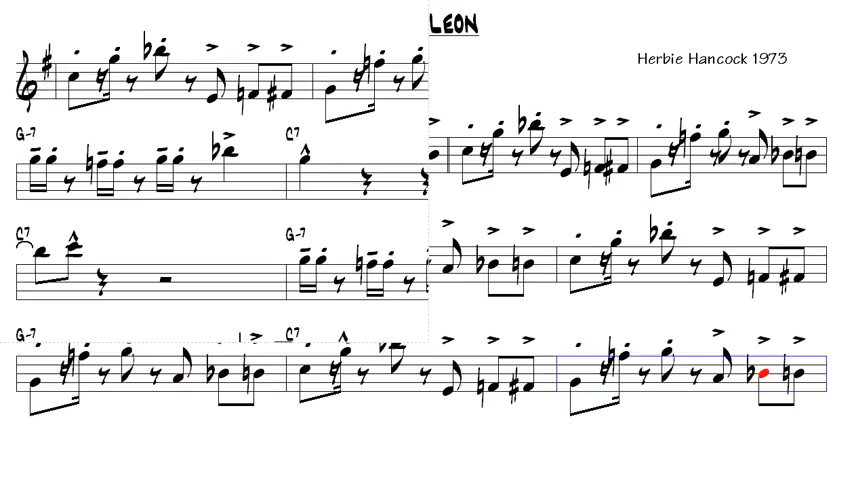 LEON
Herbie Hancock 1973
G-7 C7
C7 G-7
G-7 C7